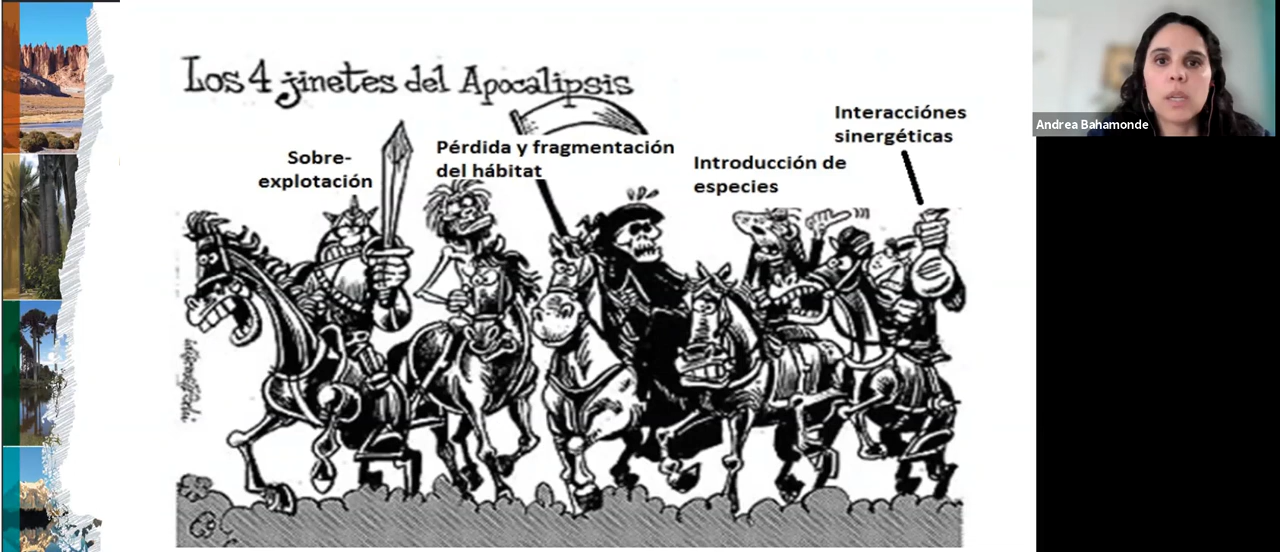 Los 4 jinetes del Apocalipsis
Interacciónes
sinergéticas
Sobre-
explotación
Pérdida y fragmentación
del hábitat
Introducción de
especies
Andrea Bahamonde